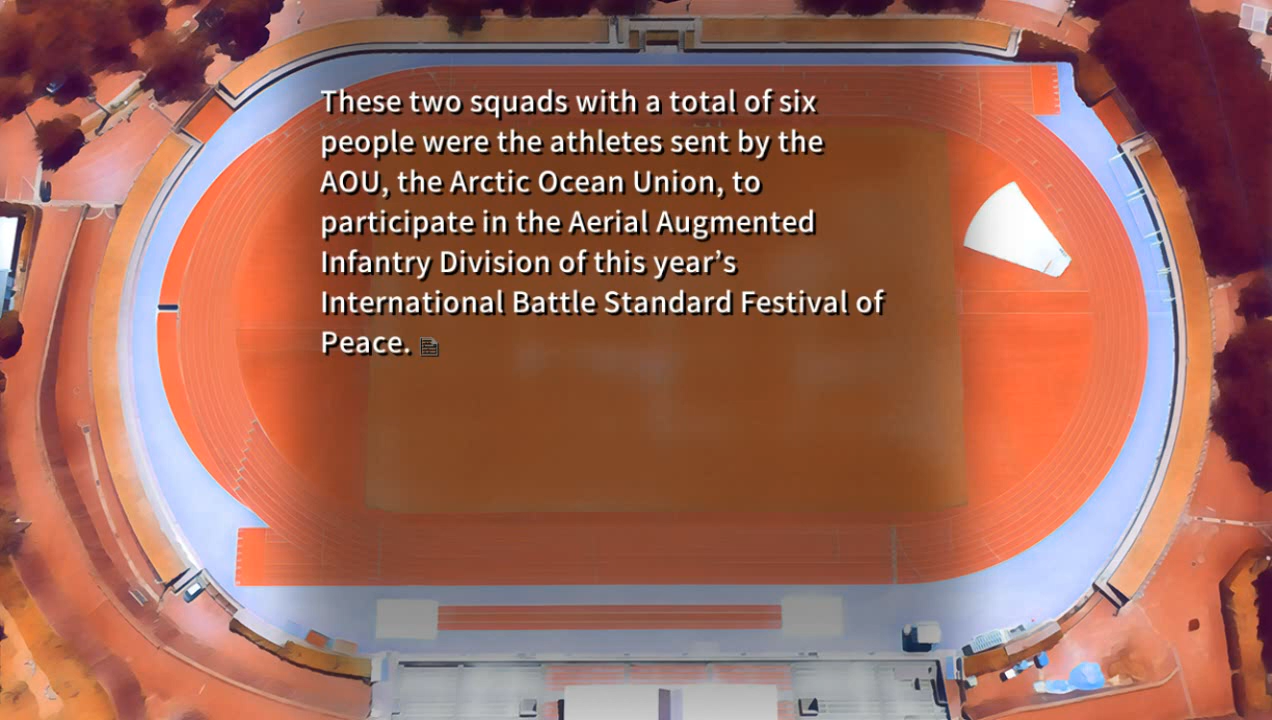 These two squads with a total of six
people were the athletes sent by the
AOU, the Arctic Ocean Union, to
participate in the Aerial Augmented
Infantry Division of this year’s
International Battle Standard Festival of
Peace.